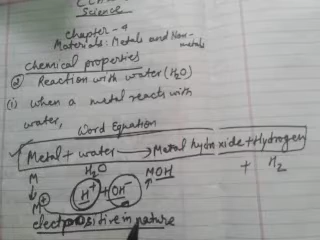 Science
Chapter-4
Materials: Metals and Non-
metals
Chemical properties
② Reaction with water (H₂O)
(i) when a metal reacts with
water,
Word Equation
Metal + water → Metal hydroxide + Hydrogen
M H₂O MOH + H₂
↓ H⁺ OH⁻ ↑
M⊕
electropositive in nature